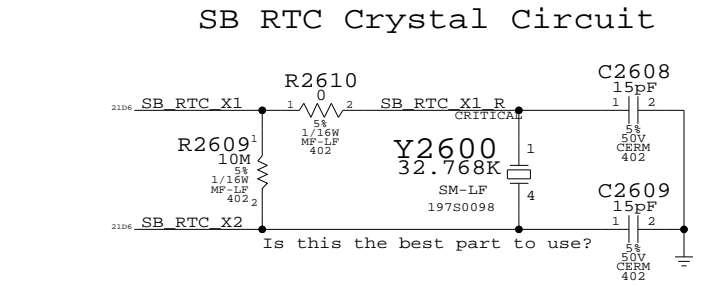 SB RTC Crystal Circuit
C2608
15pF
R2610
0
21D6 SB_RTC_X1
1 2
SB_RTC_X1_R
1 2
CRITICAL
5%
1/16W
MF-LF
402
5%
50V
CERM
402
R2609 1
10M
5%
1/16W
MF-LF
402 2
Y2600
32.768K
1
SM-LF
4
197S0098
C2609
15pF
21D6 SB_RTC_X2
1 2
Is this the best part to use?
5%
50V
CERM
402